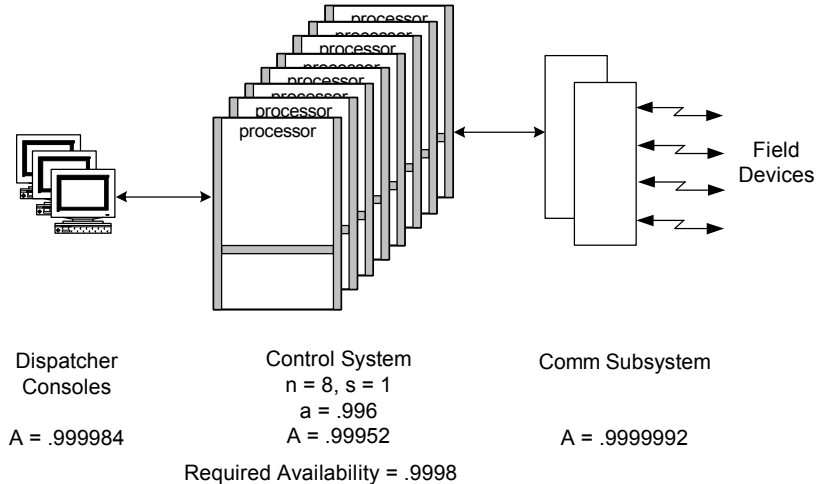 processor
processor
processor
processor
processor
processor
processor
processor
Field
Devices
Dispatcher
Consoles
A = .999984
Control System
n = 8, s = 1
a = .996
A = .99952
Comm Subsystem
A = .9999992
Required Availability = .9998